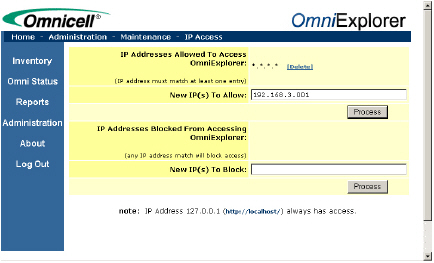 Omnicell®
OmniExplorer
Home - Administration - Maintenance - IP Access
Inventory
Omni Status
Reports
Administration
About
Log Out
IP Addresses Allowed To Access
OmniExplorer: *.*.*.* [Delete]
(IP address must match at least one entry)
New IP(s) To Allow: 192.168.3.001
Process
IP Addresses Blocked From Accessing
OmniExplorer:
(any IP address match will block access)
New IP(s) To Block:
Process
note: IP Address 127.0.0.1 (http://localhost/) always has access.